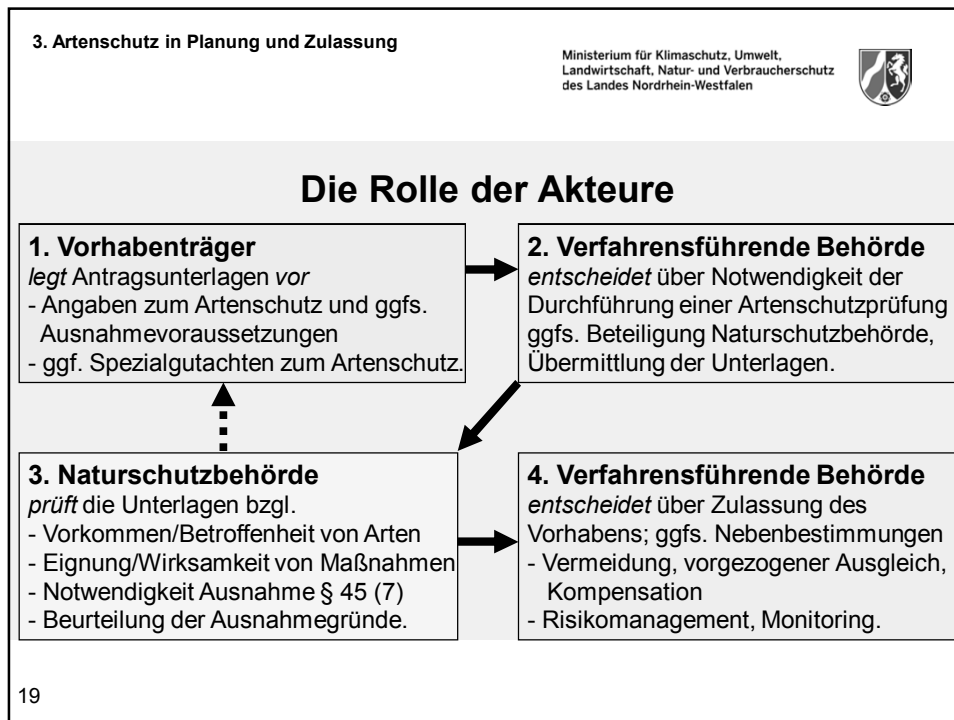 3. Artenschutz in Planung und Zulassung
Ministerium für Klimaschutz, Umwelt,
Landwirtschaft, Natur- und Verbraucherschutz
des Landes Nordrhein-Westfalen
Die Rolle der Akteure
1. Vorhabenträger
legt Antragsunterlagen vor
- Angaben zum Artenschutz und ggfs.
Ausnahmevoraussetzungen
- ggf. Spezialgutachten zum Artenschutz.
2. Verfahrensführende Behörde
entscheidet über Notwendigkeit der
Durchführung einer Artenschutzprüfung
ggfs. Beteiligung Naturschutzbehörde,
Übermittlung der Unterlagen.
3. Naturschutzbehörde
prüft die Unterlagen bzgl.
- Vorkommen/Betroffenheit von Arten
- Eignung/Wirksamkeit von Maßnahmen
- Notwendigkeit Ausnahme § 45 (7)
- Beurteilung der Ausnahmegründe.
4. Verfahrensführende Behörde
entscheidet über Zulassung des
Vorhabens; ggfs. Nebenbestimmungen
- Vermeidung, vorgezogener Ausgleich,
Kompensation
- Risikomanagement, Monitoring.
19